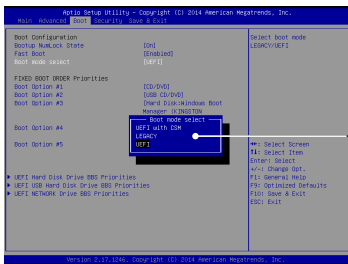 Aptio Setup Utility - Copyright (C) 2014 American Megatrends, Inc.
Main Advanced Boot Security Save & Exit
Boot Configuration
Bootup NumLock State [On]
Fast Boot [Enabled]
Boot mode select [UEFI]
FIXED BOOT ORDER Priorities
Boot Option #1 [CD/DVD]
Boot Option #2 [USB CD/DVD]
Boot Option #3 [Hard Disk:Windows Boot
Manager (KINGSTON
Boot Option #4
Boot Option #5
Boot mode select
UEFI with CSM
LEGACY
UEFI
UEFI Hard Disk Drive BBS Priorities
UEFI USB Hard Disk Drive BBS Priorities
UEFI NETWORK Drive BBS Priorities
Select boot mode
LEGACY/UEFI
→←: Select Screen
↑↓: Select Item
Enter: Select
+/-: Change Opt.
F1: General Help
F9: Optimized Defaults
F10: Save & Exit
ESC: Exit
Version 2.17.1246. Copyright (C) 2014 American Megatrends, Inc.